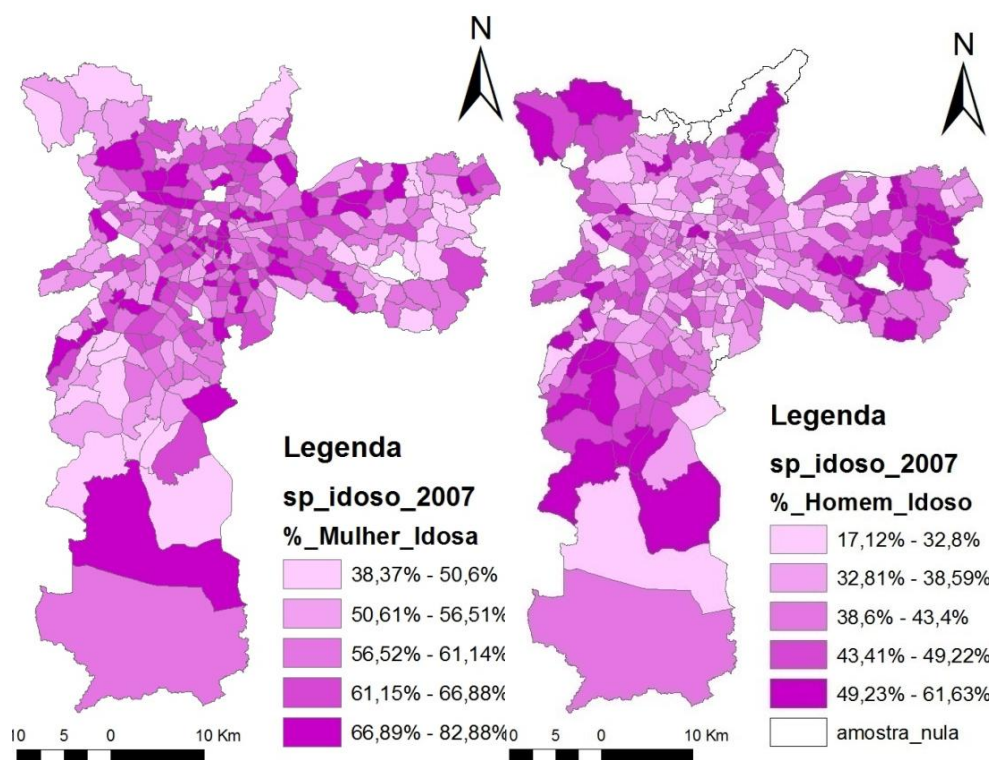 N
Legenda
sp_idoso_2007
%_Mulher_Idosa
38,37% - 50,6%
50,61% - 56,51%
56,52% - 61,14%
61,15% - 66,88%
66,89% - 82,88%
10 5 0 10 Km
N
Legenda
sp_idoso_2007
%_Homem_Idoso
17,12% - 32,8%
32,81% - 38,59%
38,6% - 43,4%
43,41% - 49,22%
49,23% - 61,63%
amostra_nula
10 5 0 10 Km